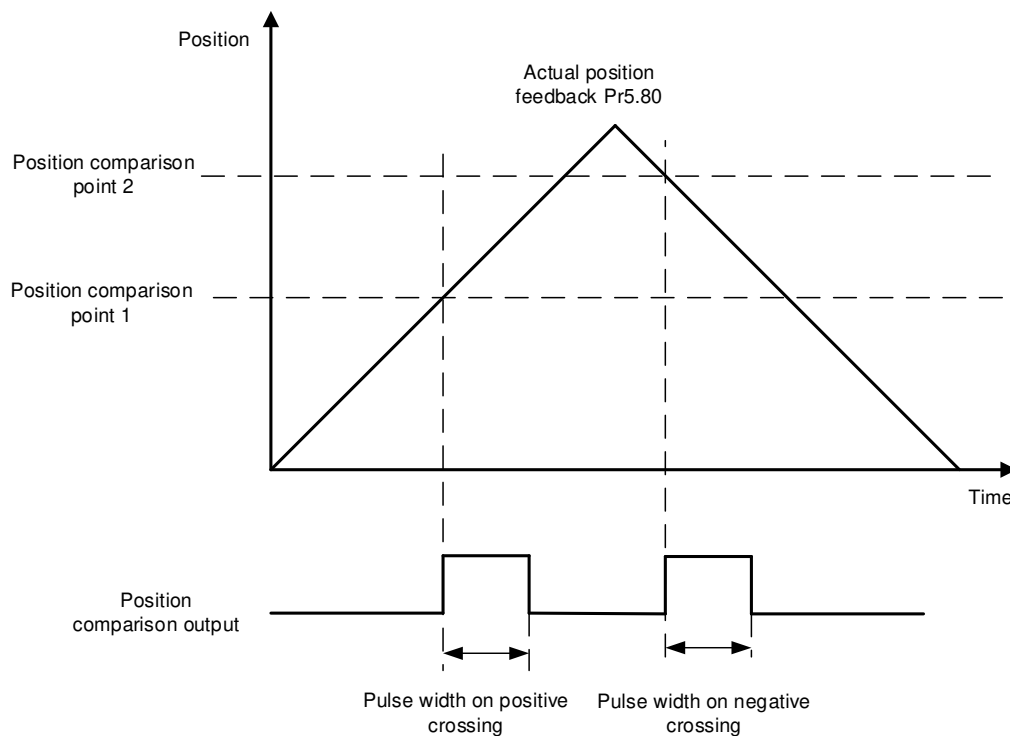 Position
Actual position
feedback Pr5.80
Position comparison
point 2
Position comparison
point 1
Time
Position
comparison output
Pulse width on positive
crossing
Pulse width on negative
crossing